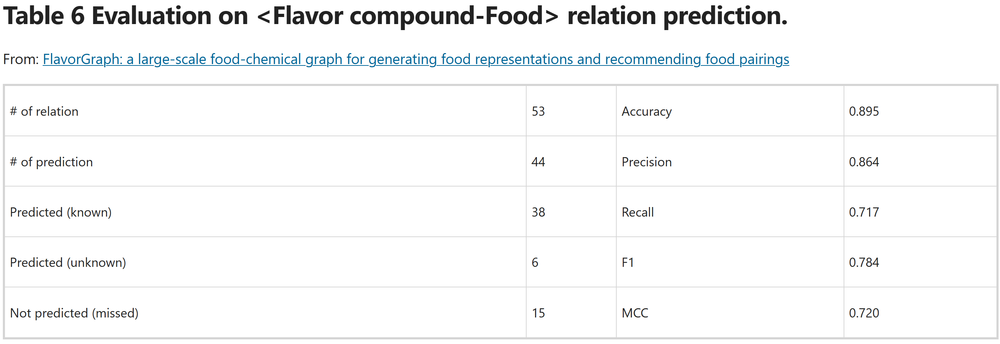 Table 6 Evaluation on <Flavor compound-Food> relation prediction.
From: FlavorGraph: a large-scale food-chemical graph for generating food representations and recommending food pairings
# of relation 53 Accuracy 0.895
# of prediction 44 Precision 0.864
Predicted (known) 38 Recall 0.717
Predicted (unknown) 6 F1 0.784
Not predicted (missed) 15 MCC 0.720